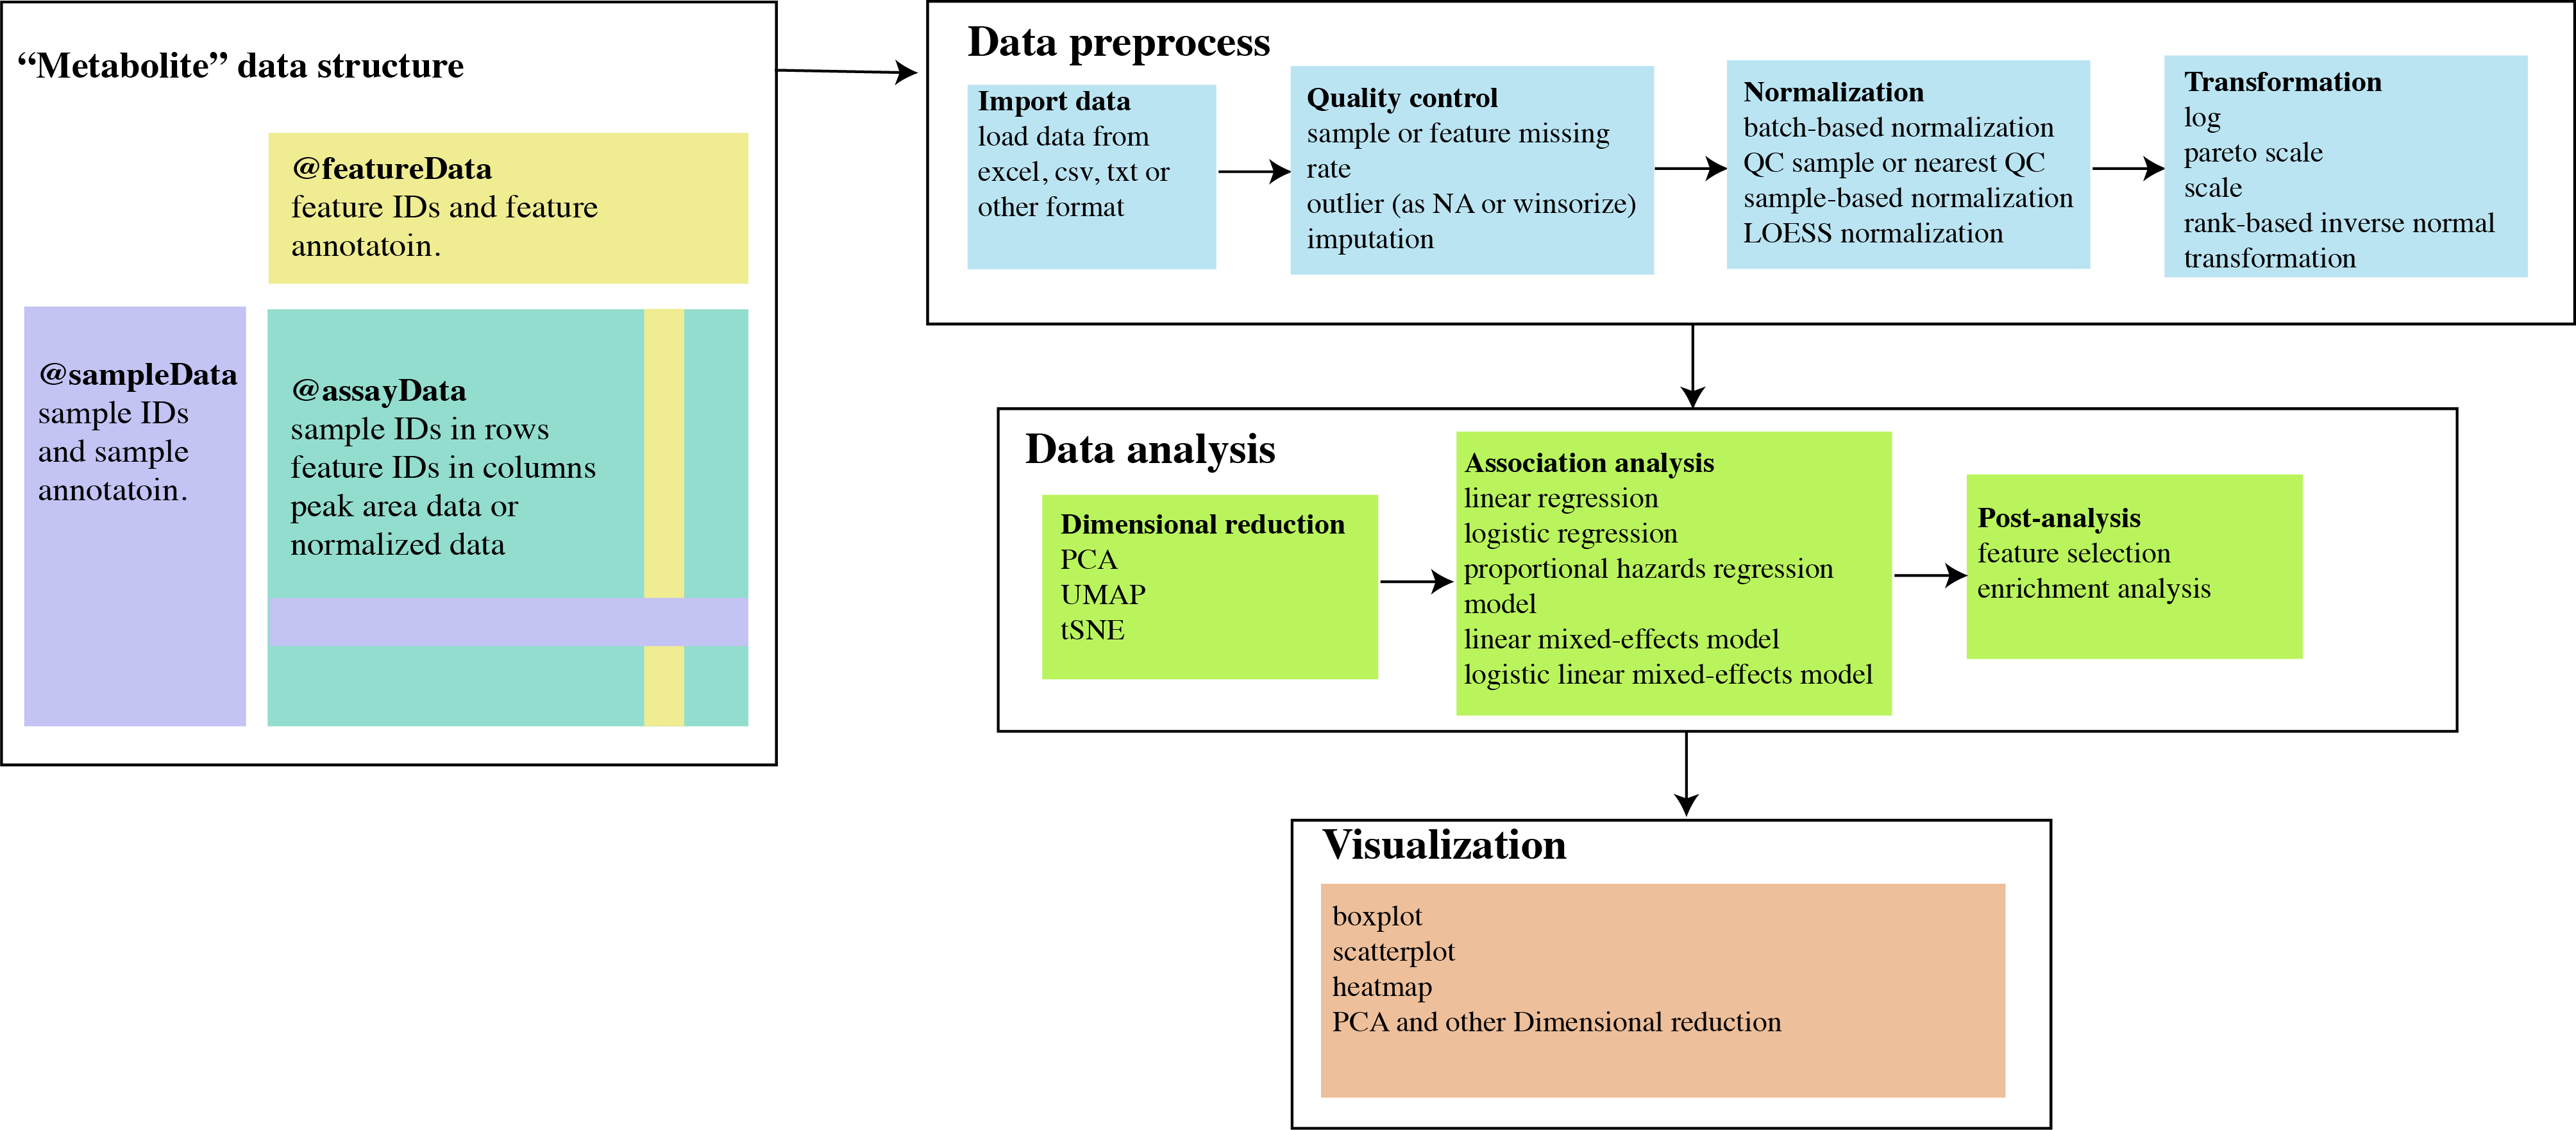 “Metabolite” data structure
@featureData
feature IDs and feature
annotatoin.
@sampleData
sample IDs
and sample
annotatoin.
@assayData
sample IDs in rows
feature IDs in columns
peak area data or
normalized data
Data preprocess
Import data
load data from
excel, csv, txt or
other format
Quality control
sample or feature missing
rate
outlier (as NA or winsorize)
imputation
Normalization
batch-based normalization
QC sample or nearest QC
sample-based normalization
LOESS normalization
Transformation
log
pareto scale
scale
rank-based inverse normal
transformation
Data analysis
Dimensional reduction
PCA
UMAP
tSNE
Association analysis
linear regression
logistic regression
proportional hazards regression
model
linear mixed-effects model
logistic linear mixed-effects model
Post-analysis
feature selection
enrichment analysis
Visualization
boxplot
scatterplot
heatmap
PCA and other Dimensional reduction